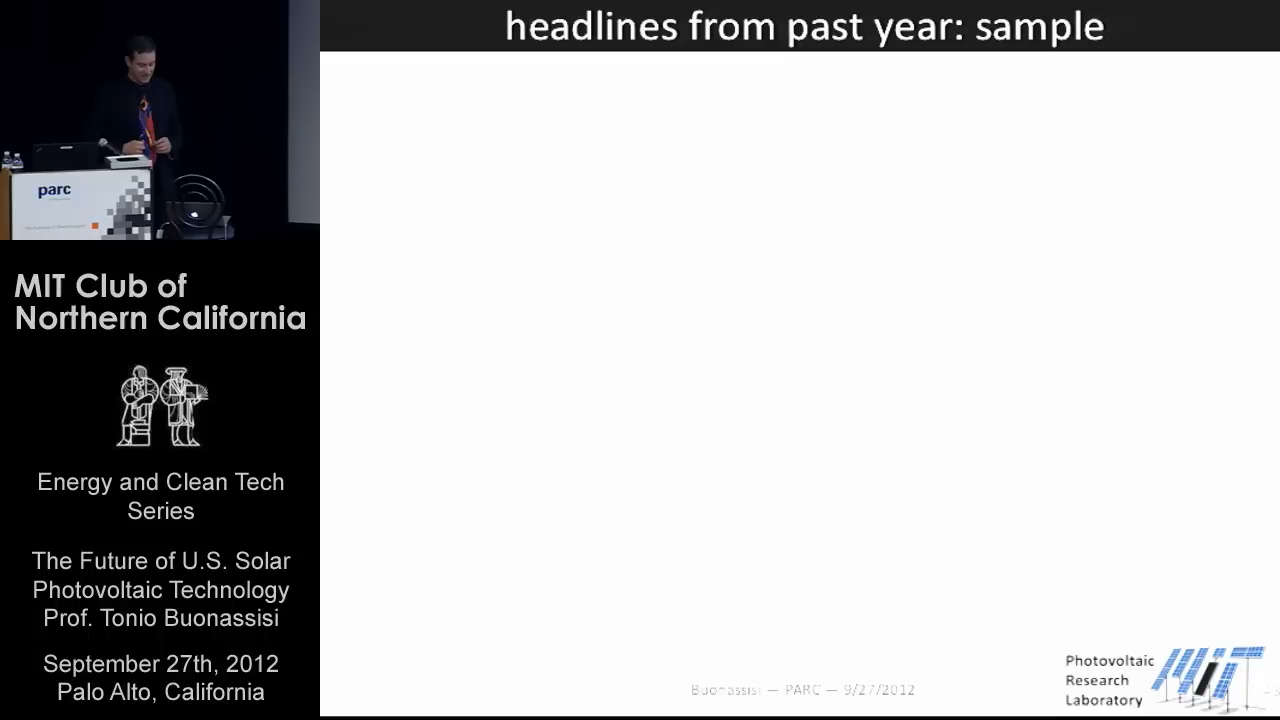 headlines from past year: sample
parc
MIT Club of
Northern California
Energy and Clean Tech
Series
The Future of U.S. Solar
Photovoltaic Technology
Prof. Tonio Buonassisi
September 27th, 2012
Palo Alto, California
Buonassisi — PARC — 9/27/2012
Photovoltaic
Research
Laboratory
MIT